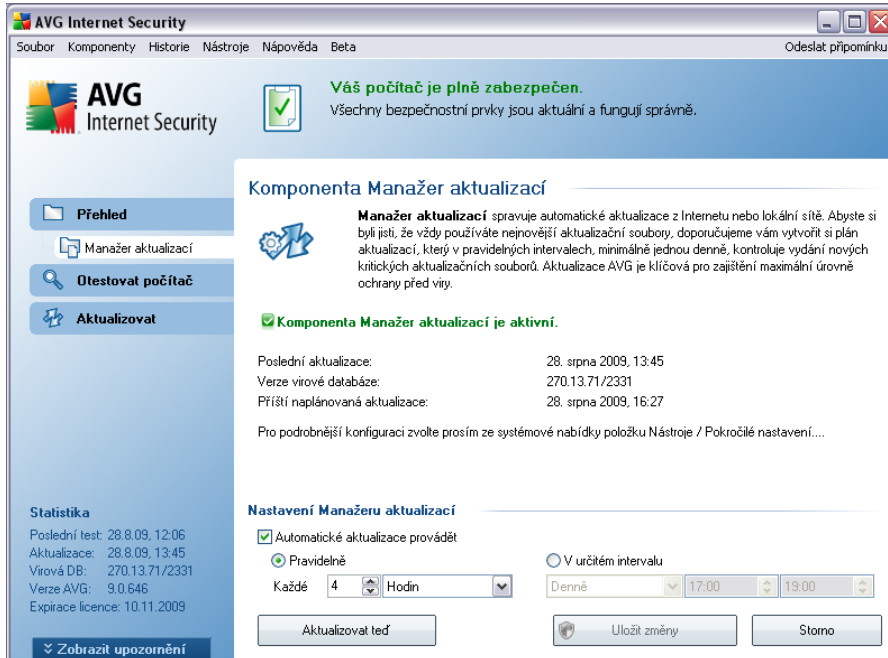 AVG Internet Security
Soubor Komponenty Historie Nástroje Nápověda Beta Odeslat připomínku
AVG
Internet Security
Váš počítač je plně zabezpečen.
Všechny bezpečnostní prvky jsou aktuální a fungují správně.
Přehled
Manažer aktualizací
Otestovat počítač
Aktualizovat
Komponenta Manažer aktualizací
Manažer aktualizací spravuje automatické aktualizace z Internetu nebo lokální sítě. Abyste si
byli jisti, že vždy používáte nejnovější aktualizační soubory, doporučujeme vám vytvořit si plán
aktualizací, který v pravidelných intervalech, minimálně jednou denně, kontroluje vydání nových
kritických aktualizačních souborů. Aktualizace AVG je klíčová pro zajištění maximální úrovně
ochrany před viry.
Komponenta Manažer aktualizací je aktivní.
Poslední aktualizace: 28. srpna 2009, 13:45
Verze virové databáze: 270.13.71/2331
Příští naplánovaná aktualizace: 28. srpna 2009, 16:27
Pro podrobnější konfiguraci zvolte prosím ze systémové nabídky položku Nástroje / Pokročilé nastavení....
Nastavení Manažeru aktualizací
Automatické aktualizace provádět
Pravidelně V určitém intervalu
Každé 4 Hodin Denně 17:00 19:00
Aktualizovat teď Uložit změny Storno
Statistika
Poslední test: 28.8.09, 12:06
Aktualizace: 28.8.09, 13:45
Virová DB: 270.13.71/2331
Verze AVG: 9.0.646
Expirace licence: 10.11.2009
Zobrazit upozornění